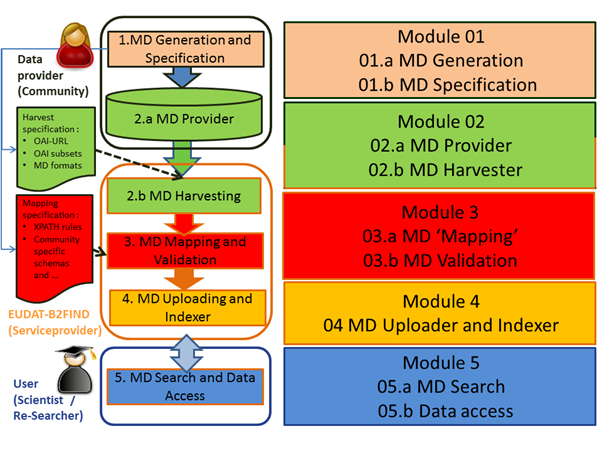 Data
provider
(Community)
1.MD Generation and
Specification
2.a MD Provider
Harvest
specification :
• OAI-URL
• OAI subsets
• MD formats
2.b MD Harvesting
Mapping
specification :
• XPATH rules
• Community
specific
schemas
and ...
3. MD Mapping and
Validation
4. MD Uploading and
Indexer
EUDAT-B2FIND
(Serviceprovider)
User
(Scientist /
Re-Searcher)
5. MD Search and Data
Access
Module 01
01.a MD Generation
01.b MD Specification
Module 02
02.a MD Provider
02.b MD Harvester
Module 3
03.a MD ‘Mapping’
03.b MD Validation
Module 4
04 MD Uploader and Indexer
Module 5
05.a MD Search
05.b Data access